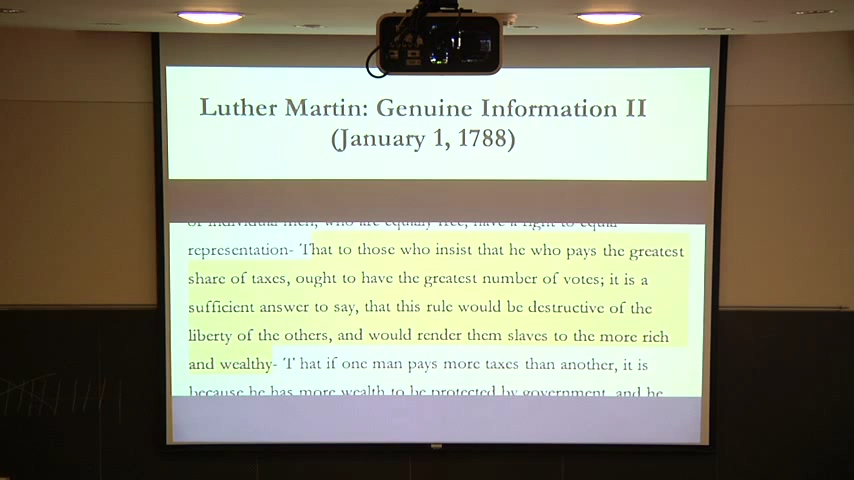 Luther Martin: Genuine Information II
(January 1, 1788)
of individual men, who are equally free, have a right to equal
representation- That to those who insist that he who pays the greatest
share of taxes, ought to have the greatest number of votes; it is a
sufficient answer to say, that this rule would be destructive of the
liberty of the others, and would render them slaves to the more rich
and wealthy- T hat if one man pays more taxes than another, it is
because he has more wealth to be protected by government, and he